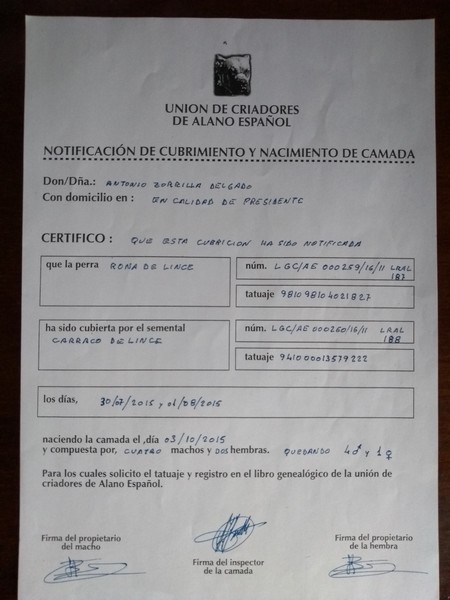 UNION DE CRIADORES
DE ALANO ESPAÑOL
NOTIFICACIÓN DE CUBRIMIENTO Y NACIMIENTO DE CAMADA
Don/Dña.: ANTONIO ZORRILLA DELGADO
Con domicilio en : EN CALIDAD DE PRESIDENTE
CERTIFICO : QUE ESTA CUBRICION HA SIDO NOTIFICADA
que la perra RONA DE LINCE
núm. LGC/AE 000259/16/11 LRAL
187
tatuaje 981098104021827
ha sido cubierta por el semental
CARRACO DE LINCE
núm. LGC/AE 000260/16/11 LRAL
188
tatuaje 941000013579222
los días, 30/07/2015 y 01/08/2015
naciendo la camada el ,día 03/10/2015
y compuesta por, CUATRO machos y DOS hembras. QUEDANDO 4♂ y 1♀
Para los cuales solicito el tatuaje y registro en el libro genealógico de la unión de
criadores de Alano Español.
Firma del propietario
del macho
Firma del inspector
de la camada
Firma del propietario
de la hembra